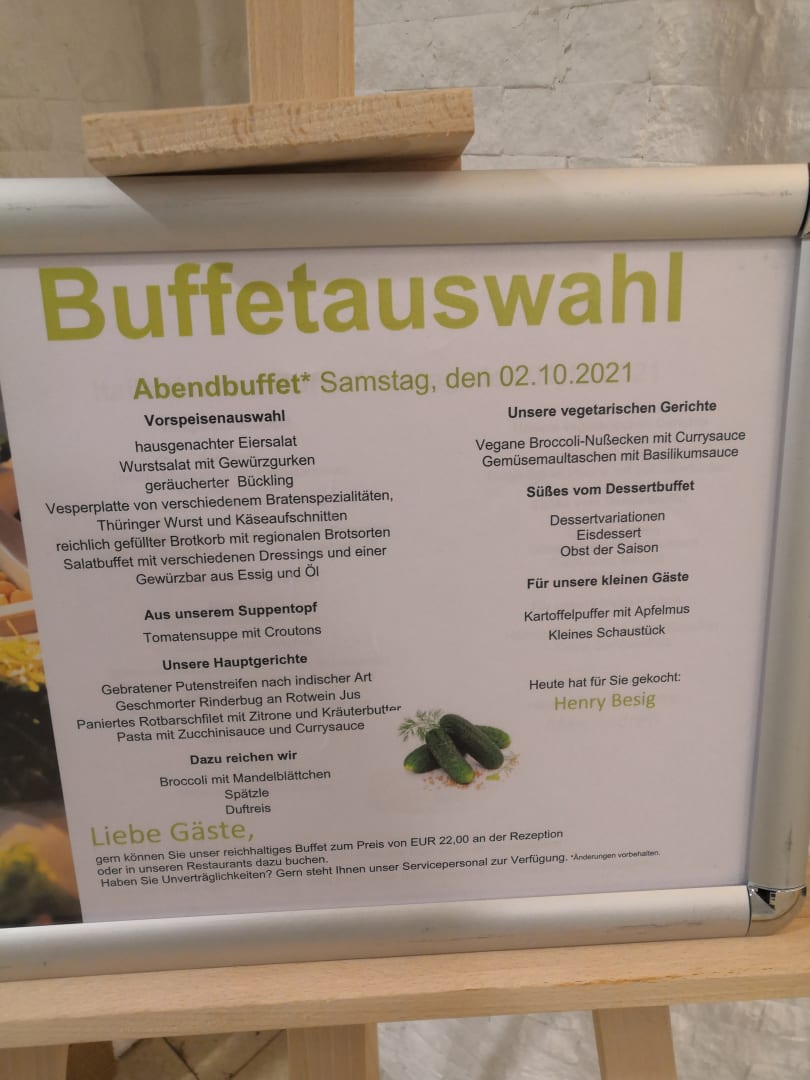 Buffetauswahl
Abendbuffet* Samstag, den 02.10.2021
Vorspeisenauswahl
hausgenachter Eiersalat
Wurstsalat mit Gewürzgurken
geräucherter Bückling
Vesperplatte von verschiedenem Bratenspezialitäten,
Thüringer Wurst und Käseaufschnitten
reichlich gefüllter Brotkorb mit regionalen Brotsorten
Salatbuffet mit verschiedenen Dressings und einer
Gewürzbar aus Essig und Öl
Aus unserem Suppentopf
Tomatensuppe mit Croutons
Unsere Hauptgerichte
Gebratener Putenstreifen nach indischer Art
Geschmorter Rinderbug an Rotwein Jus
Paniertes Rotbarschfilet mit Zitrone und Kräuterbutter
Pasta mit Zucchinisauce und Currysauce
Dazu reichen wir
Broccoli mit Mandelblättchen
Spätzle
Duftreis
Unsere vegetarischen Gerichte
Vegane Broccoli-Nußecken mit Currysauce
Gemüsemaultaschen mit Basilikumsauce
Süßes vom Dessertbuffet
Dessertvariationen
Eisdessert
Obst der Saison
Für unsere kleinen Gäste
Kartoffelpuffer mit Apfelmus
Kleines Schaustück
Heute hat für Sie gekocht:
Henry Besig
Liebe Gäste,
gern können Sie unser reichhaltiges Buffet zum Preis von EUR 22,00 an der Rezeption
oder in unseren Restaurants dazu buchen.
Haben Sie Unverträglichkeiten? Gern steht Ihnen unser Servicepersonal zur Verfügung. *Änderungen vorbehalten.